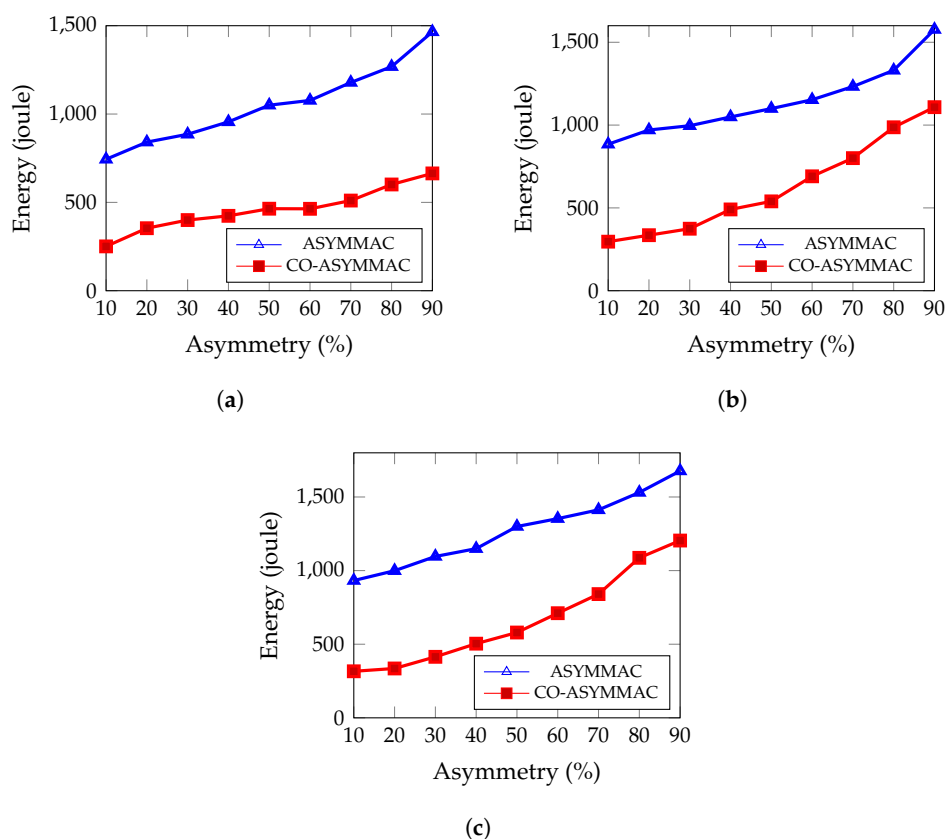 1,500
1,000
500
0
Energy (joule)
ASYMMAC
CO-ASYMMAC
10 20 30 40 50 60 70 80 90
Asymmetry (%)
(a)
1,500
1,000
500
0
Energy (joule)
ASYMMAC
CO-ASYMMAC
10 20 30 40 50 60 70 80 90
Asymmetry (%)
(b)
1,500
1,000
500
0
Energy (joule)
ASYMMAC
CO-ASYMMAC
10 20 30 40 50 60 70 80 90
Asymmetry (%)
(c)